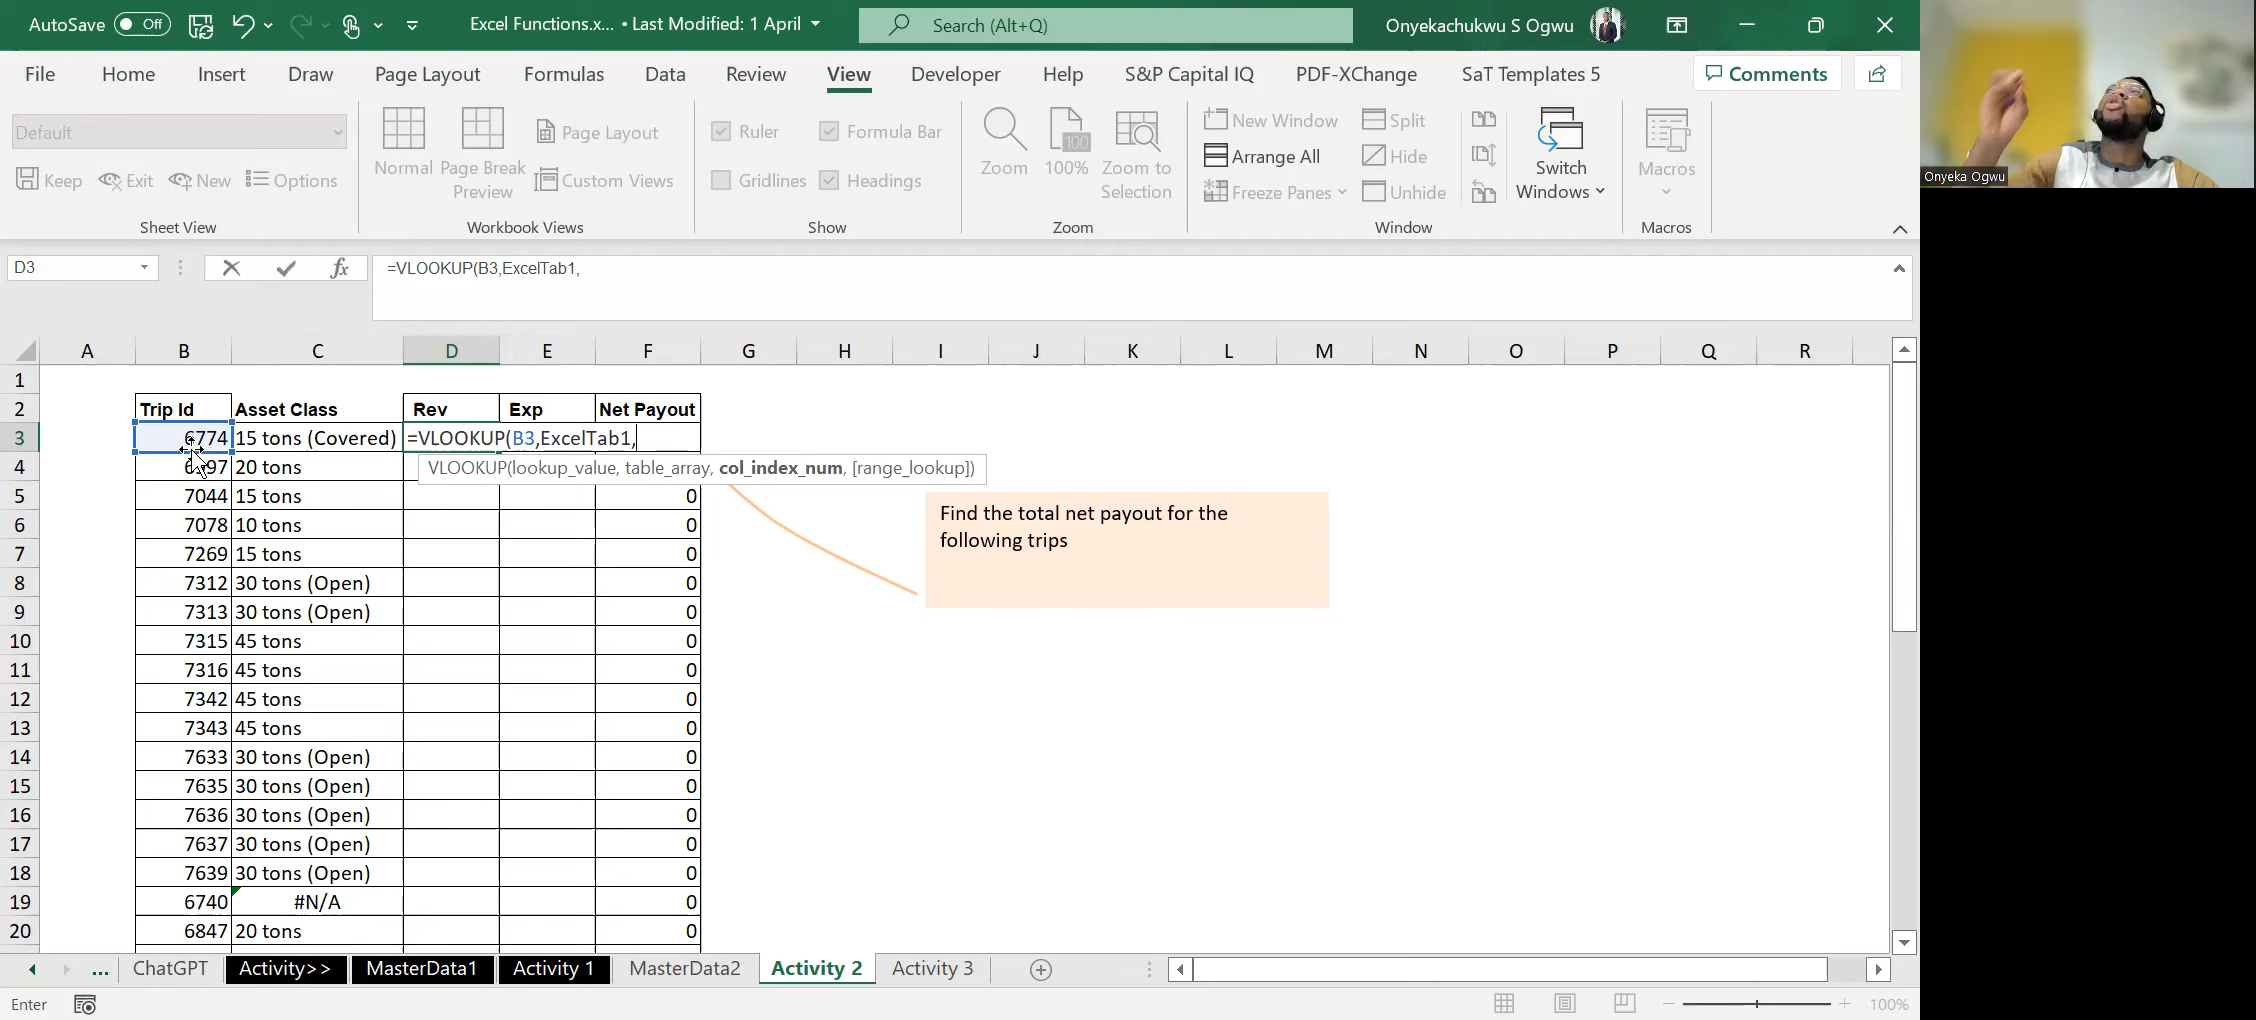 AutoSave Off Excel Functions.x... • Last Modified: 1 April Search (Alt+Q) Onyekachukwu S Ogwu
File Home Insert Draw Page Layout Formulas Data Review View Developer Help S&P Capital IQ PDF-XChange SaT Templates 5 Comments
Default
Keep Exit New Options
Sheet View
Normal Page Break Preview Page Layout Custom Views
Workbook Views
Ruler Formula Bar
Gridlines Headings
Show
Zoom 100% Zoom to Selection
100
Zoom
New Window Split
Arrange All Hide
Freeze Panes Unhide
Switch Windows
Window
Macros
Macros
Onyeka Ogwu
D3 fx =VLOOKUP(B3,ExcelTab1,
A B C D E F G H I J K L M N O P Q R
1
2 Trip Id Asset Class Rev Exp Net Payout
3 6774 15 tons (Covered) =VLOOKUP(B3,ExcelTab1,
VLOOKUP(lookup_value, table_array, col_index_num, [range_lookup])
4 20 tons
5 7044 15 tons 0
6 7078 10 tons 0
7 7269 15 tons 0
8 7312 30 tons (Open) 0
9 7313 30 tons (Open) 0
10 7315 45 tons 0
11 7316 45 tons 0
12 7342 45 tons 0
13 7343 45 tons 0
14 7633 30 tons (Open) 0
15 7635 30 tons (Open) 0
16 7636 30 tons (Open) 0
17 7637 30 tons (Open) 0
18 7639 30 tons (Open) 0
19 6740 #N/A 0
20 6847 20 tons 0
Find the total net payout for the
following trips
... ChatGPT Activity>> MasterData1 Activity 1 MasterData2 Activity 2 Activity 3
Enter 100%